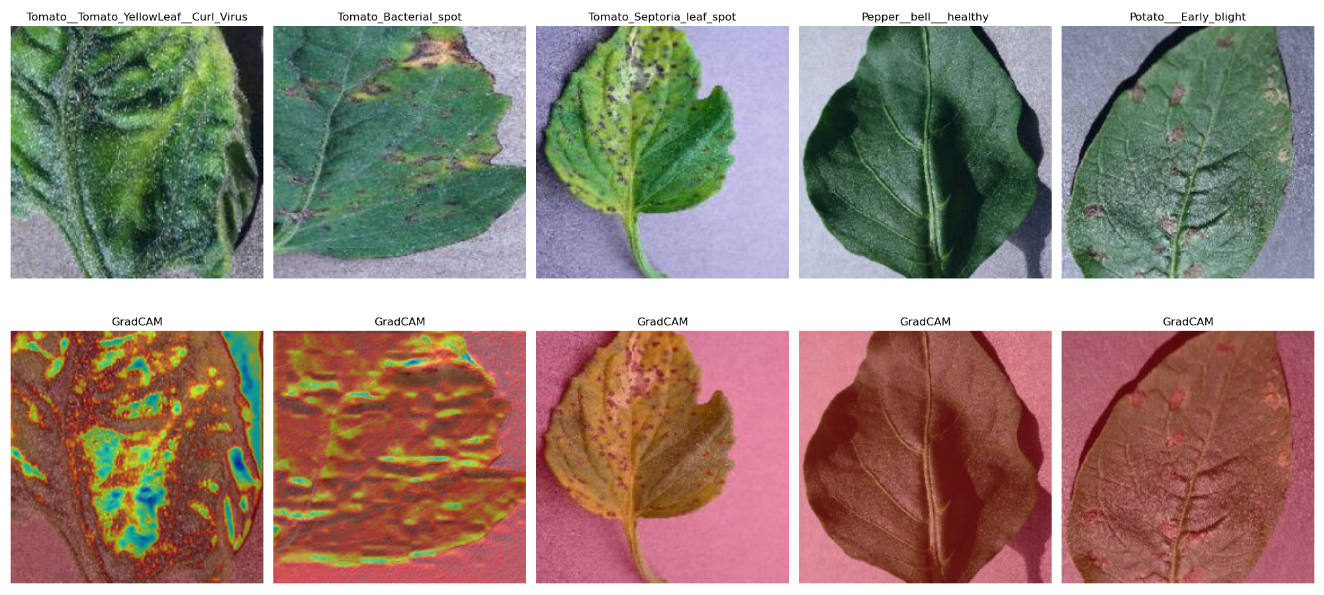 Tomato__Tomato_YellowLeaf__Curl_Virus
Tomato_Bacterial_spot
Tomato_Septoria_leaf_spot
Pepper__bell___healthy
Potato___Early_blight
GradCAM
GradCAM
GradCAM
GradCAM
GradCAM